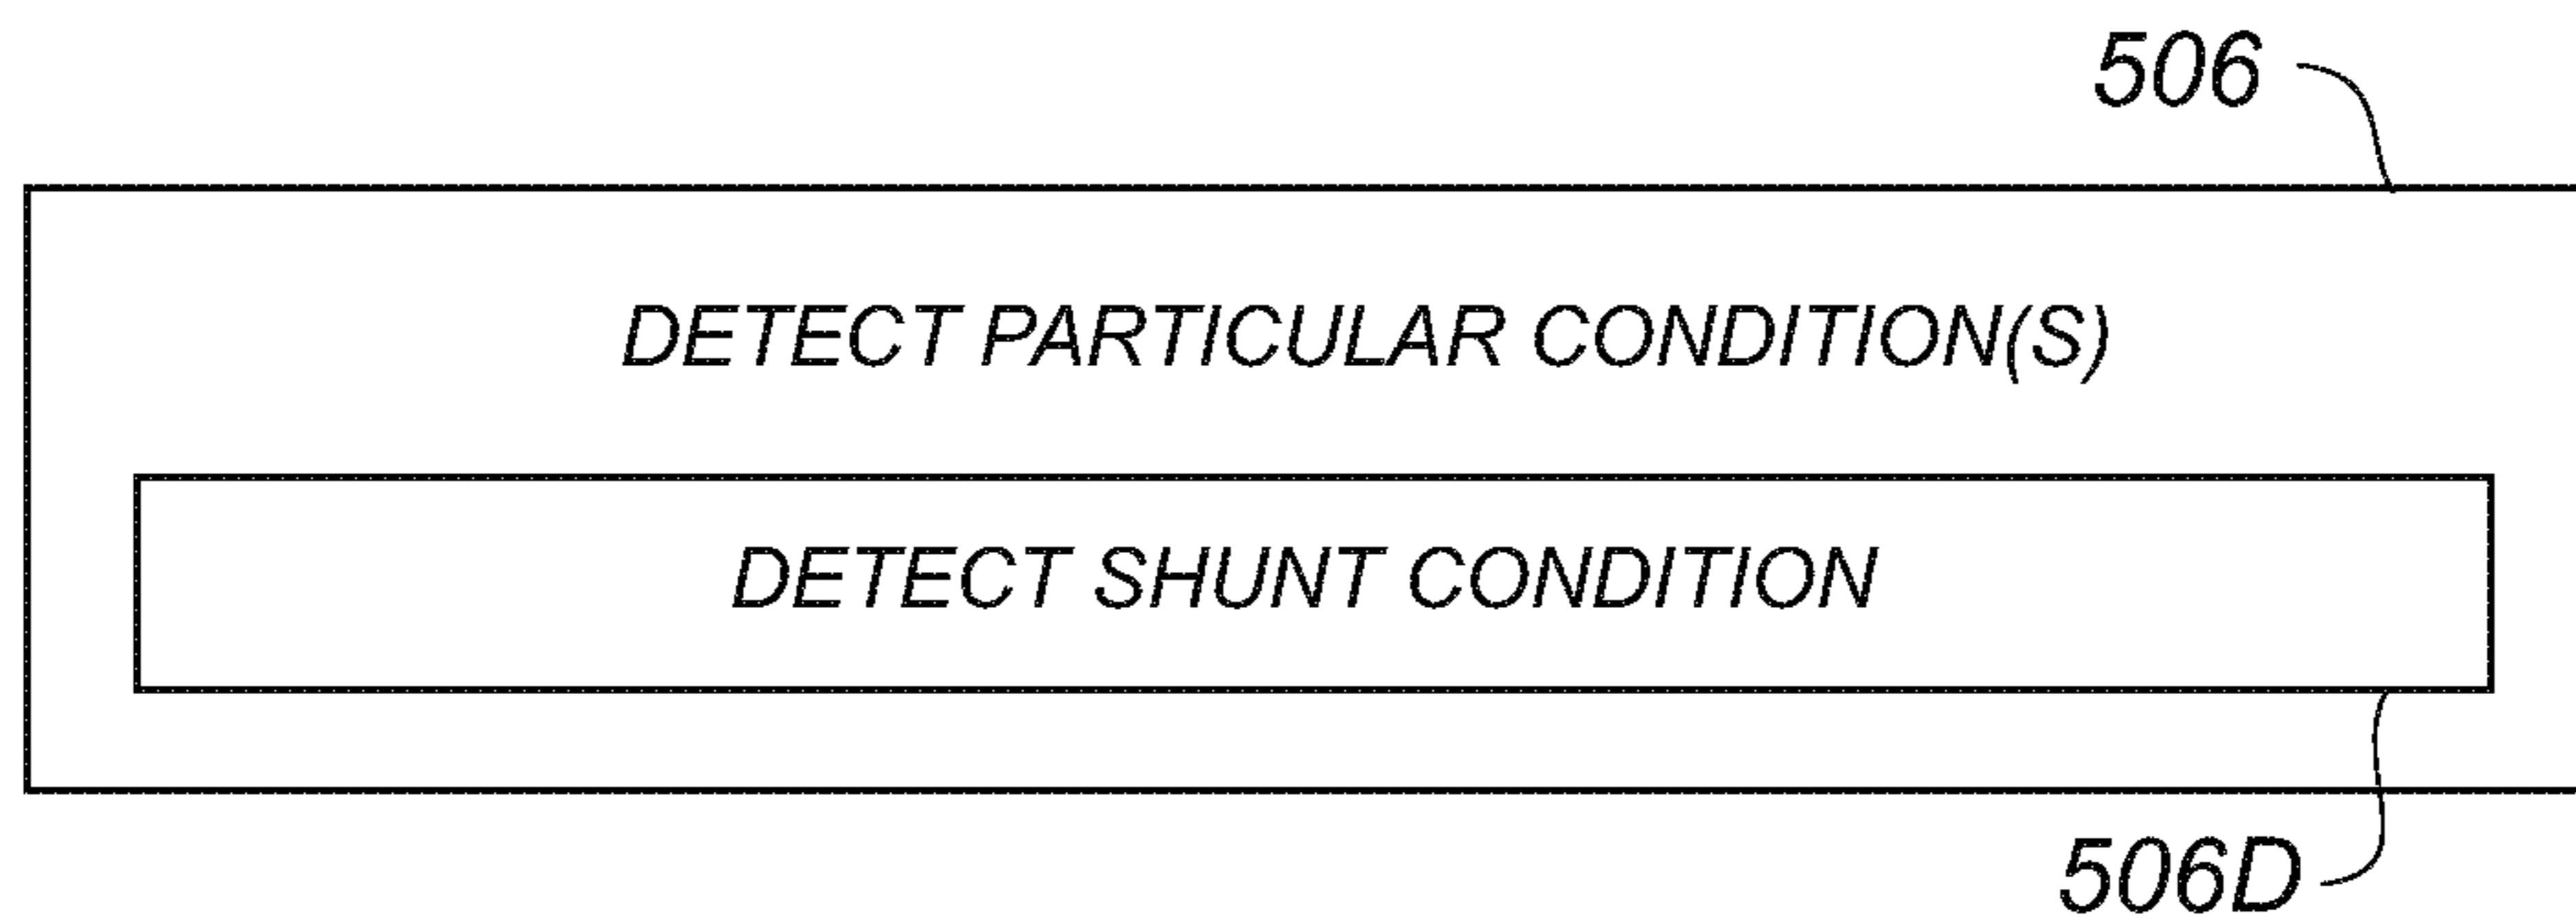 506
DETECT PARTICULAR CONDITION(S)
DETECT SHUNT CONDITION
506D